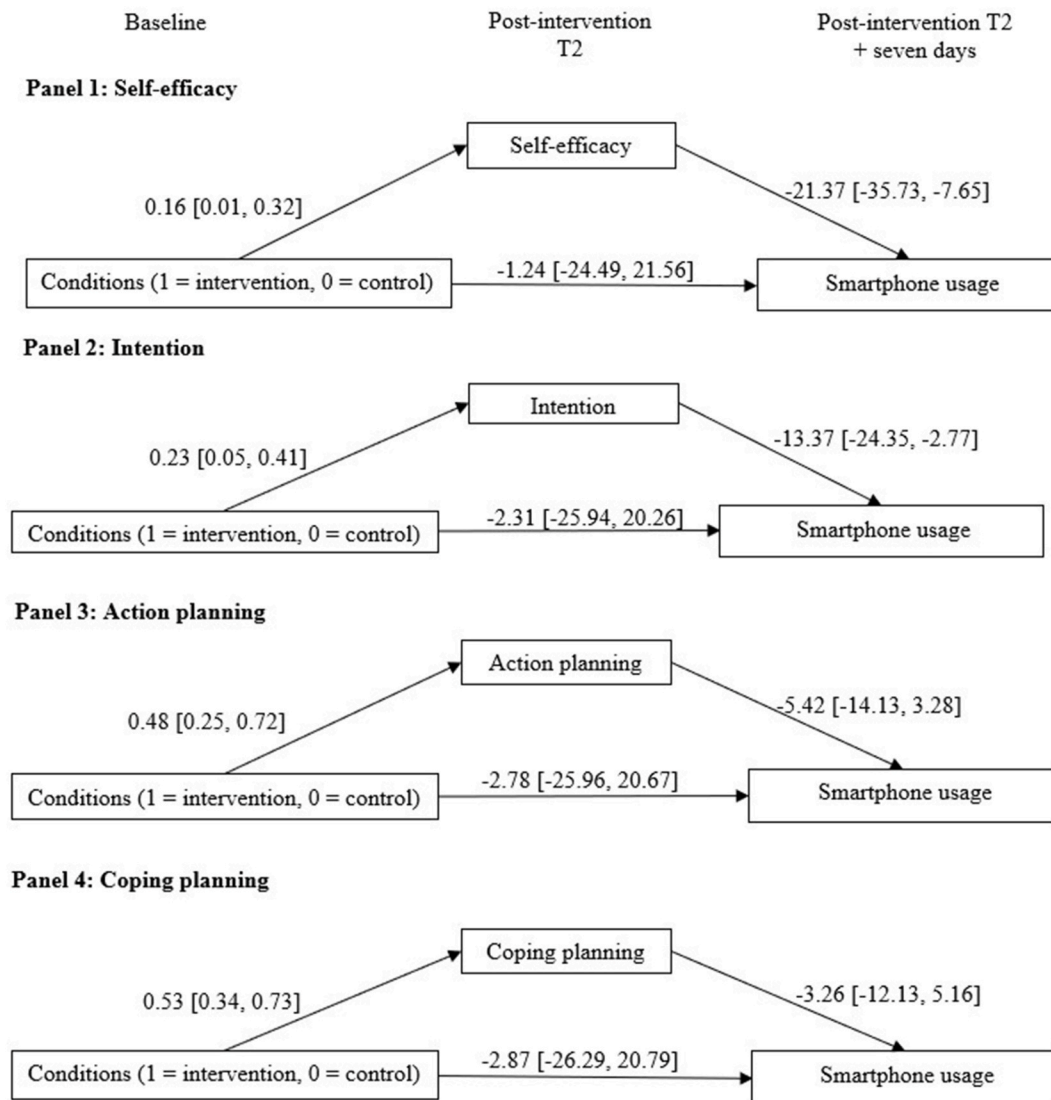 Baseline
Post-intervention
T2
Post-intervention T2
+ seven days
Panel 1: Self-efficacy
Self-efficacy
0.16 [0.01, 0.32]
-21.37 [-35.73, -7.65]
Conditions (1 = intervention, 0 = control)
-1.24 [-24.49, 21.56]
Smartphone usage
Panel 2: Intention
Intention
0.23 [0.05, 0.41]
-13.37 [-24.35, -2.77]
Conditions (1 = intervention, 0 = control)
-2.31 [-25.94, 20.26]
Smartphone usage
Panel 3: Action planning
Action planning
0.48 [0.25, 0.72]
-5.42 [-14.13, 3.28]
Conditions (1 = intervention, 0 = control)
-2.78 [-25.96, 20.67]
Smartphone usage
Panel 4: Coping planning
Coping planning
0.53 [0.34, 0.73]
-3.26 [-12.13, 5.16]
Conditions (1 = intervention, 0 = control)
-2.87 [-26.29, 20.79]
Smartphone usage